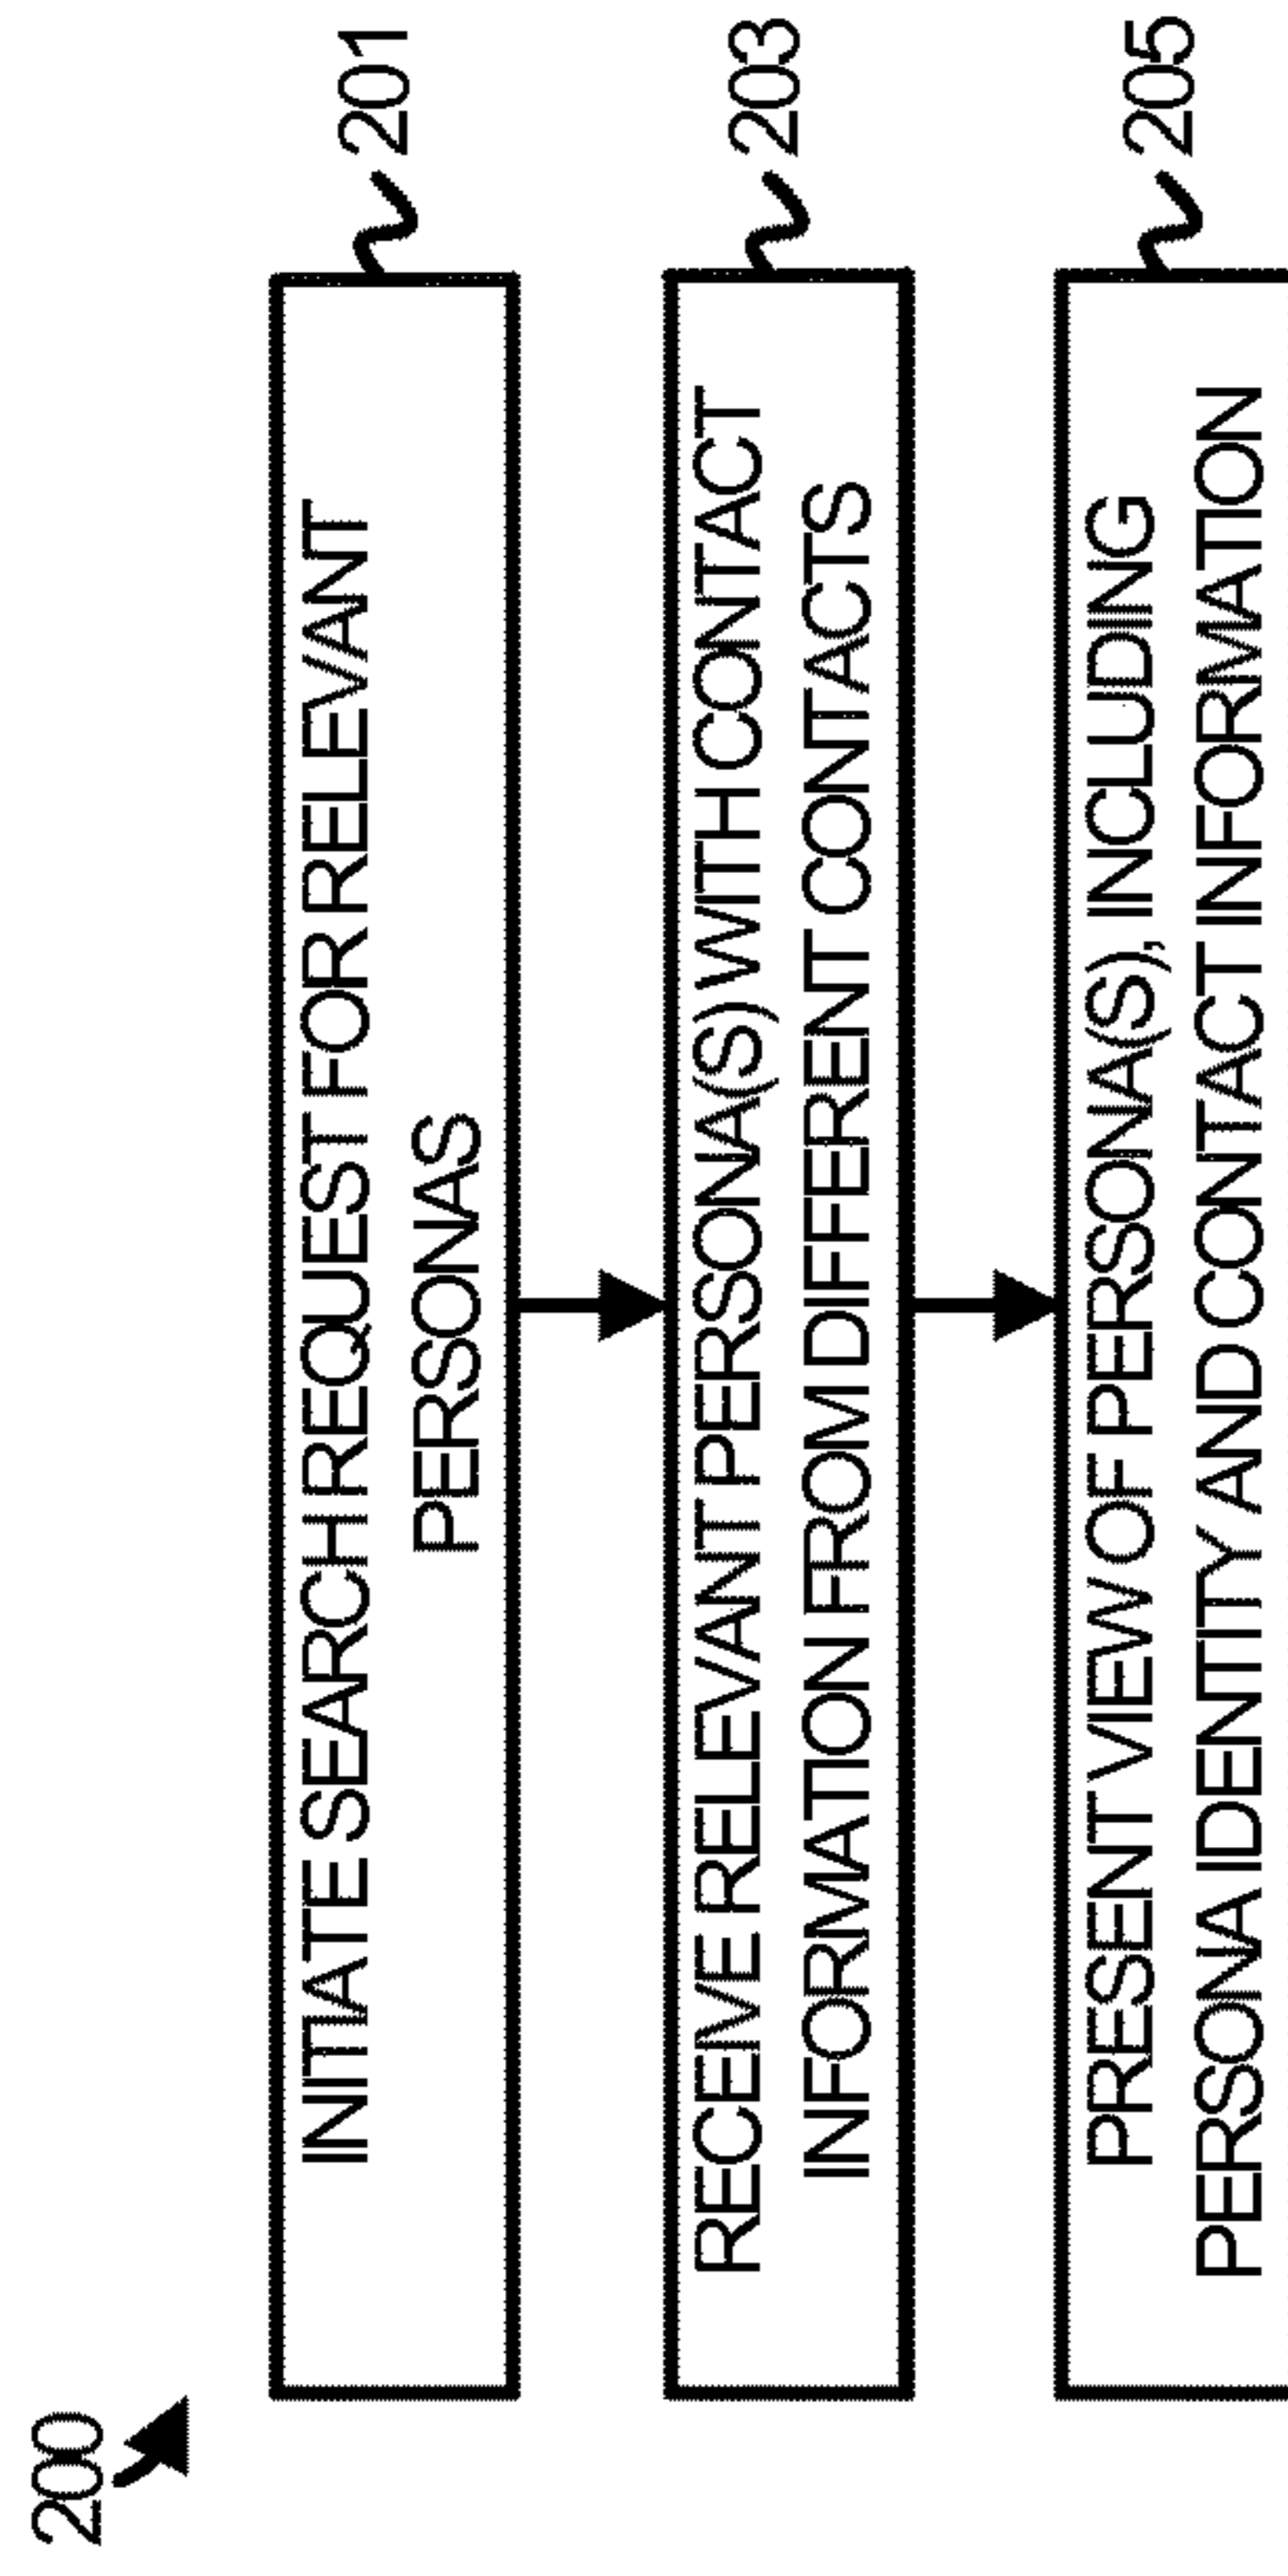 200
INITIATE SEARCH REQUEST FOR RELEVANT
PERSONAS
201
RECEIVE RELEVANT PERSONA(S) WITH CONTACT
INFORMATION FROM DIFFERENT CONTACTS
203
PRESENT VIEW OF PERSONA(S), INCLUDING
PERSONA IDENTITY AND CONTACT INFORMATION
205